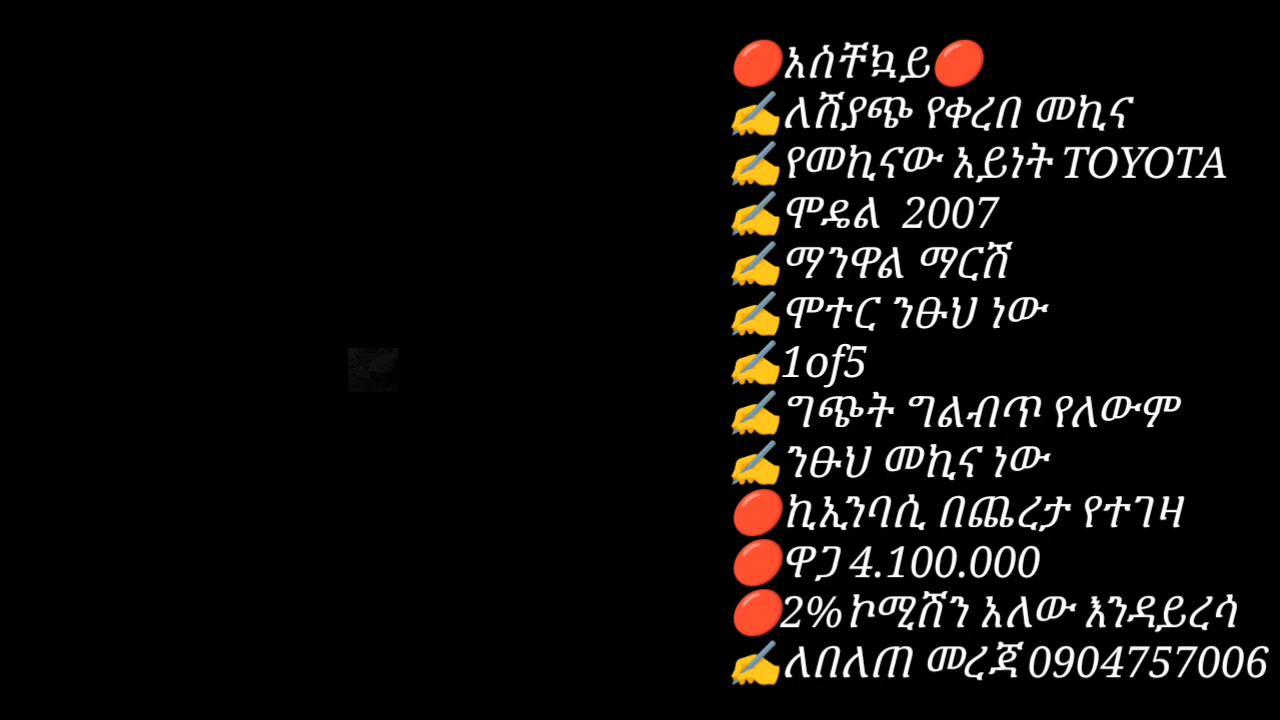 🔴አስቸኳይ🔴
✍ለሽያጭ የቀረበ መኪና
✍የመኪናው አይነት TOYOTA
✍ሞዴል 2007
✍ማንዋል ማርሽ
✍ሞተር ንፁህ ነው
✍1of5
✍ግጭት ግልብጥ የለውም
✍ንፁህ መኪና ነው
🔴ኪኢንባሲ በጨረታ የተገዛ
🔴ዋጋ 4.100.000
🔴2%ኮሚሽን አለው እንዳይረሳ
✍ለበለጠ መረጃ 0904757006